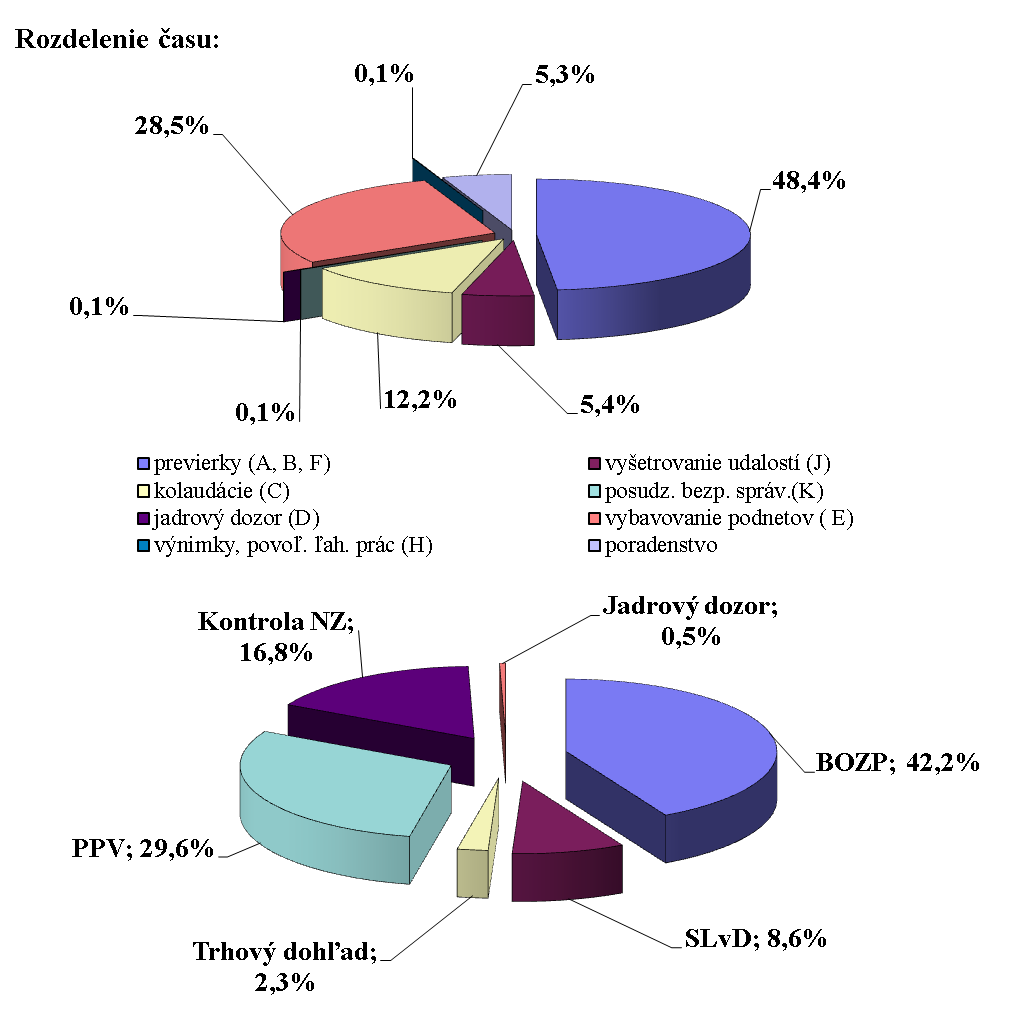 Rozdelenie času:
0,1%
5,3%
28,5%
48,4%
0,1%
0,1%
12,2%
5,4%
previerky (A, B, F)
vyšetrovanie udalostí (J)
kolaudácie (C)
posudz. bezp. správ.(K)
jadrový dozor (D)
vybavovanie podnetov ( E)
výnimky, povoľ. ľah. prác (H)
poradenstvo
Jadrový dozor;
0,5%
Kontrola NZ;
16,8%
BOZP; 42,2%
PPV; 29,6%
SLvD; 8,6%
Trhový dohľad;
2,3%